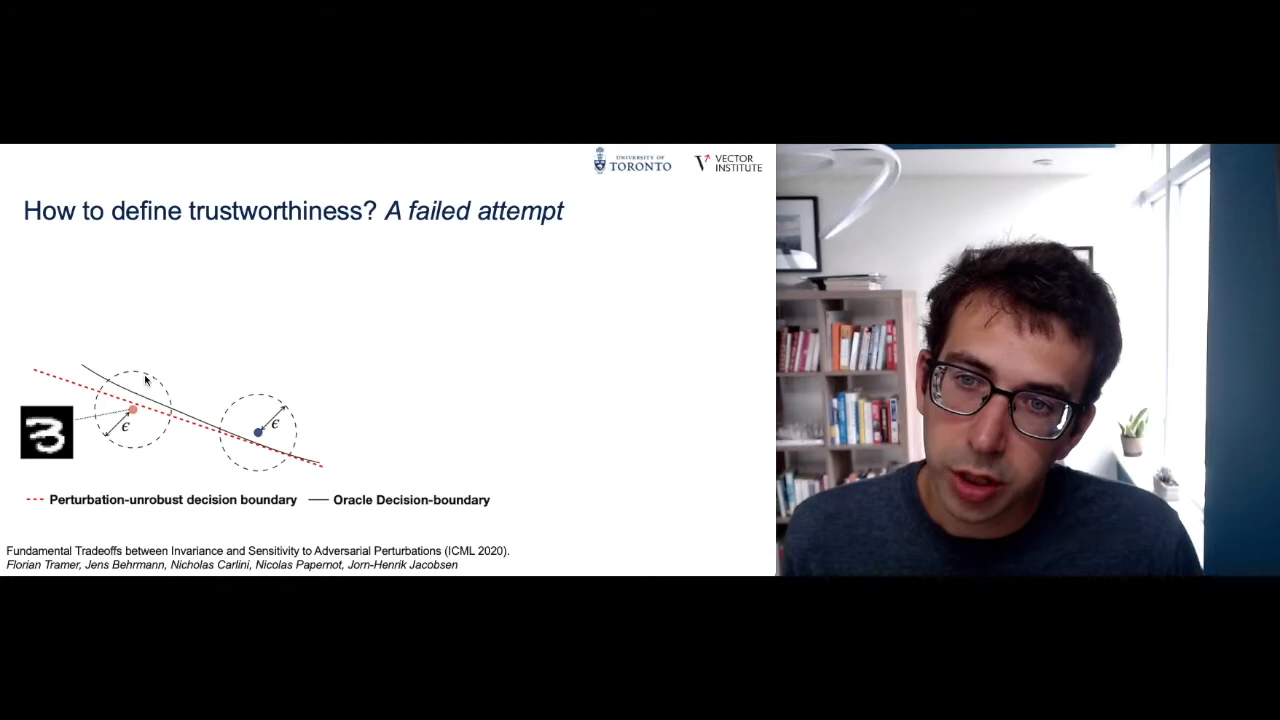 UNIVERSITY OF
TORONTO
VECTOR
INSTITUTE
How to define trustworthiness? A failed attempt
3
ϵ
ϵ
Perturbation-unrobust decision boundary
Oracle Decision-boundary
Fundamental Tradeoffs between Invariance and Sensitivity to Adversarial Perturbations (ICML 2020).
Florian Tramer, Jens Behrmann, Nicholas Carlini, Nicolas Papernot, Jorn-Henrik Jacobsen